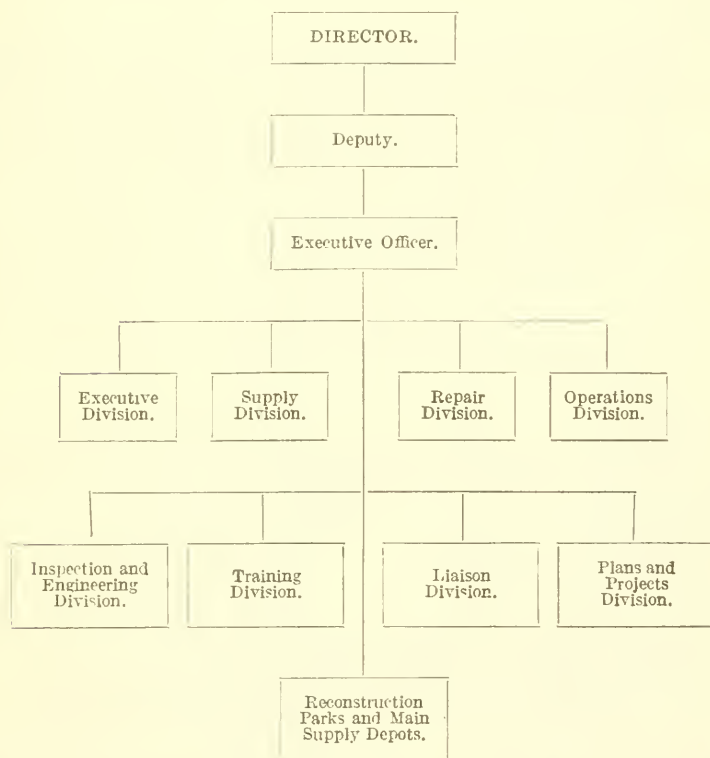 DIRECTOR.
Deputy.
Executive Officer.
Executive
Division.
Supply
Division.
Repair
Division.
Operations
Division.
Inspection and
Engineering
Division.
Training
Division.
Liaison
Division.
Plans and
Projects
Division.
Reconstruction
Parks and Main
Supply Depots.